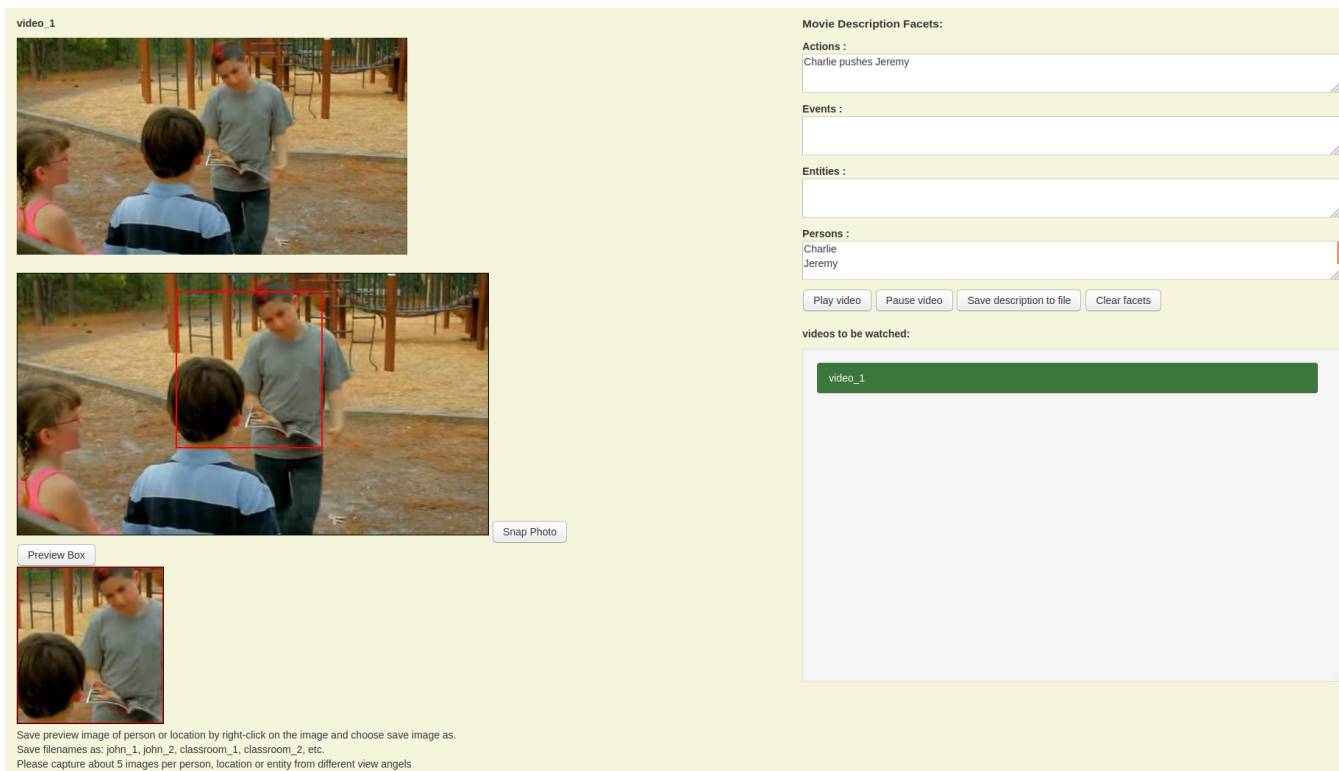 video_1
Snap Photo
Preview Box
Save preview image of person or location by right-click on the image and choose save image as.
Save filenames as: john_1, john_2, classroom_1, classroom_2, etc.
Please capture about 5 images per person, location or entity from different view angels
Movie Description Facets:
Actions :
Charlie pushes Jeremy
Events :
Entities :
Persons :
Charlie
Jeremy
Play video Pause video Save description to file Clear facets
videos to be watched:
video_1